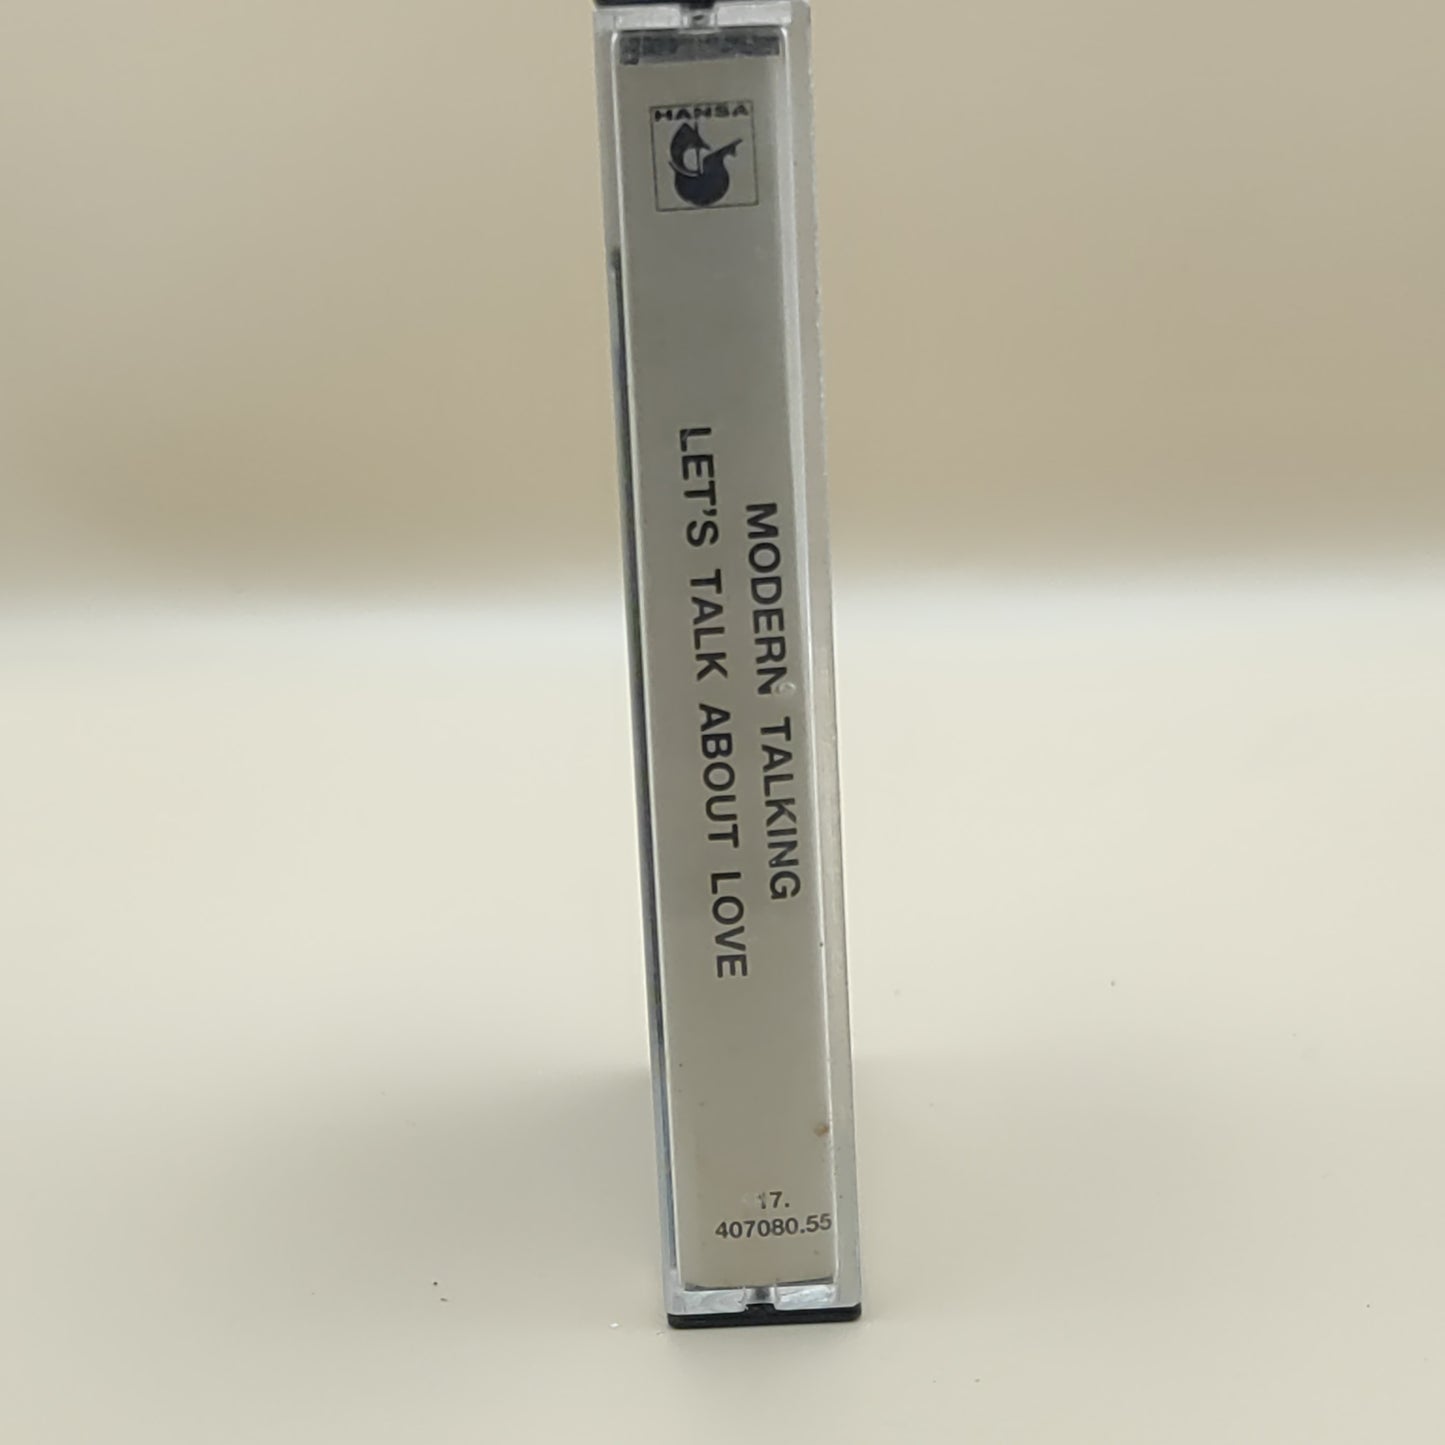 HANSA
MODERN TALKING
LET'S TALK ABOUT LOVE
17.
407080.55